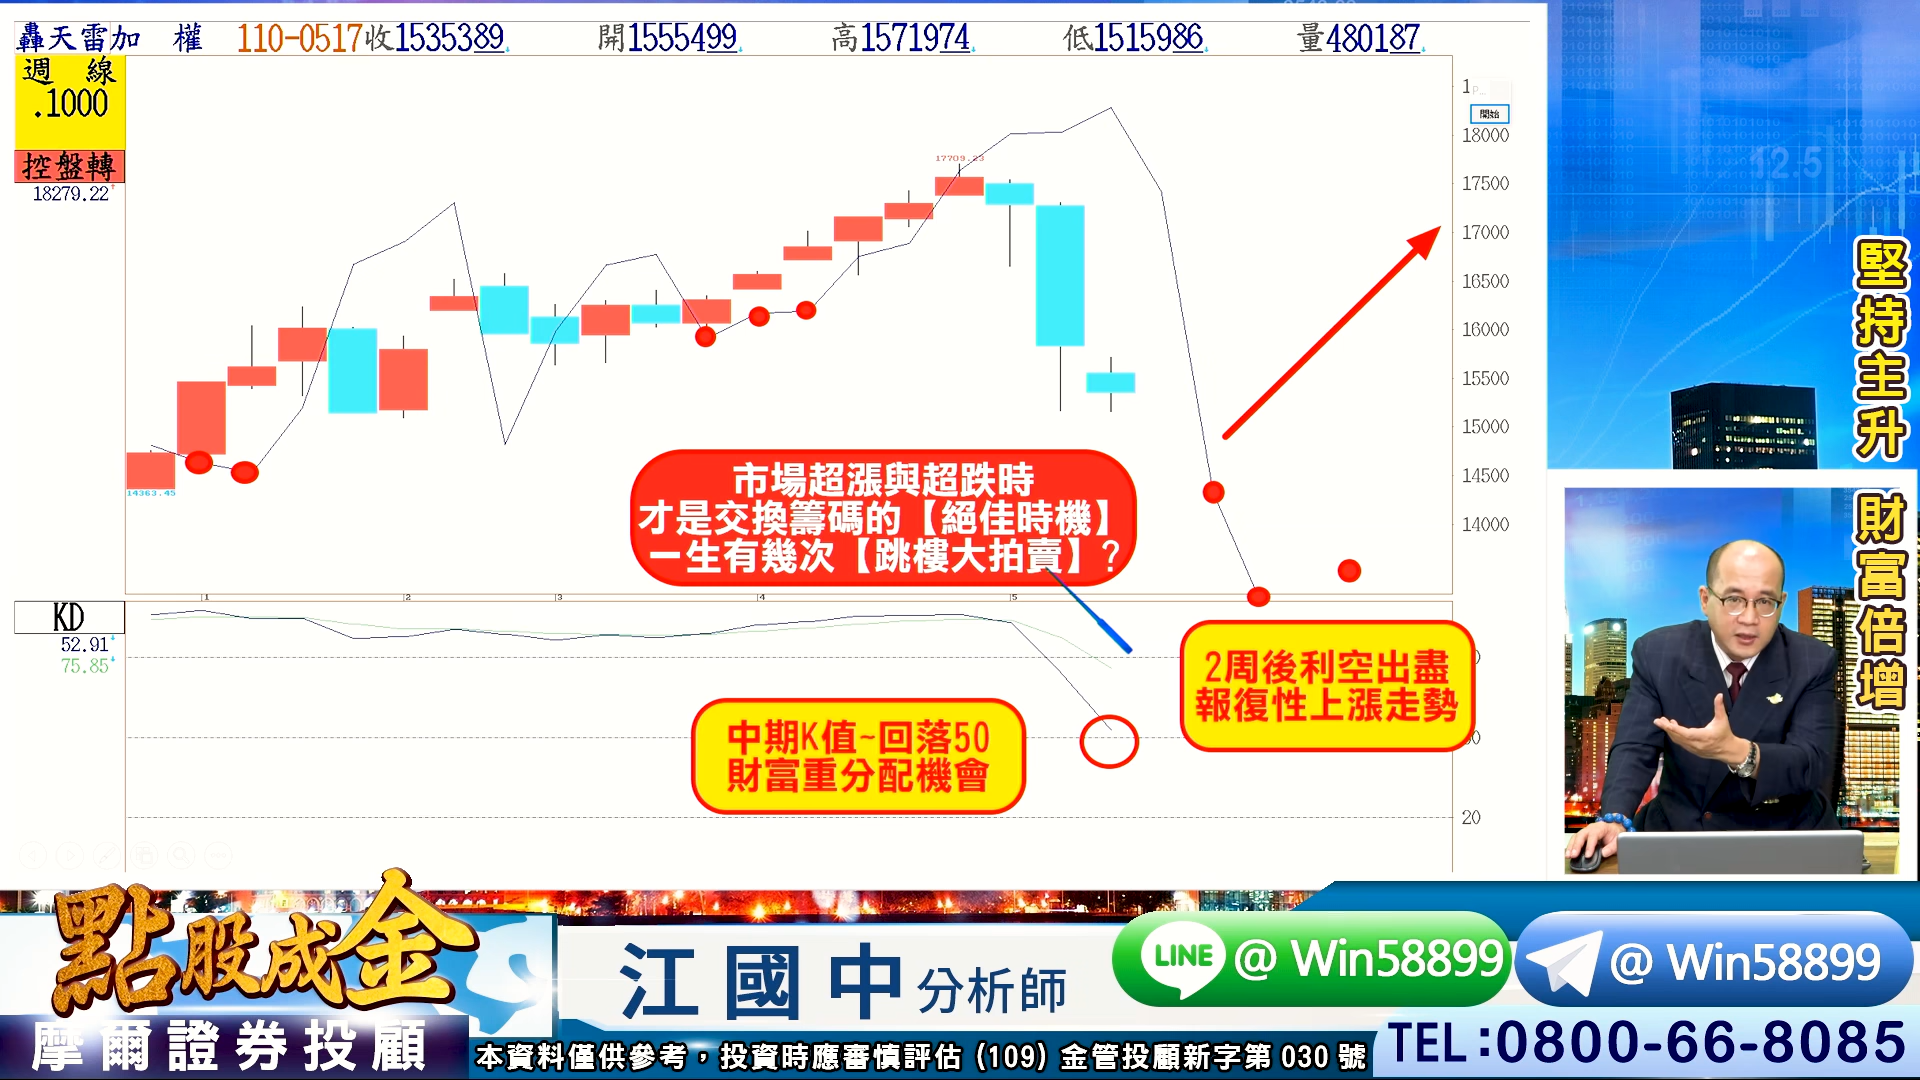 轟天雷加 權 110-0517收1535389 開1555499 高1571974 低1515986 量480187
週 線
.1000
控盤轉
18279.22
17709.23
14363.45
開始
18000
17500
17000
16500
16000
15500
15000
14500
14000
市場超漲與超跌時
才是交換籌碼的【絕佳時機】
一生有幾次【跳樓大拍賣】?
1 2 3 4 5
KD
52.91
75.85
中期K值~回落50
財富重分配機會
2周後利空出盡
報復性上漲走勢
20
堅持主升 財富倍增
點股成金
摩爾證券投顧
江國中 分析師
LINE @ Win58899
@ Win58899
TEL:0800-66-8085
本資料僅供參考,投資時應審慎評估 (109) 金管投顧新字第 030 號